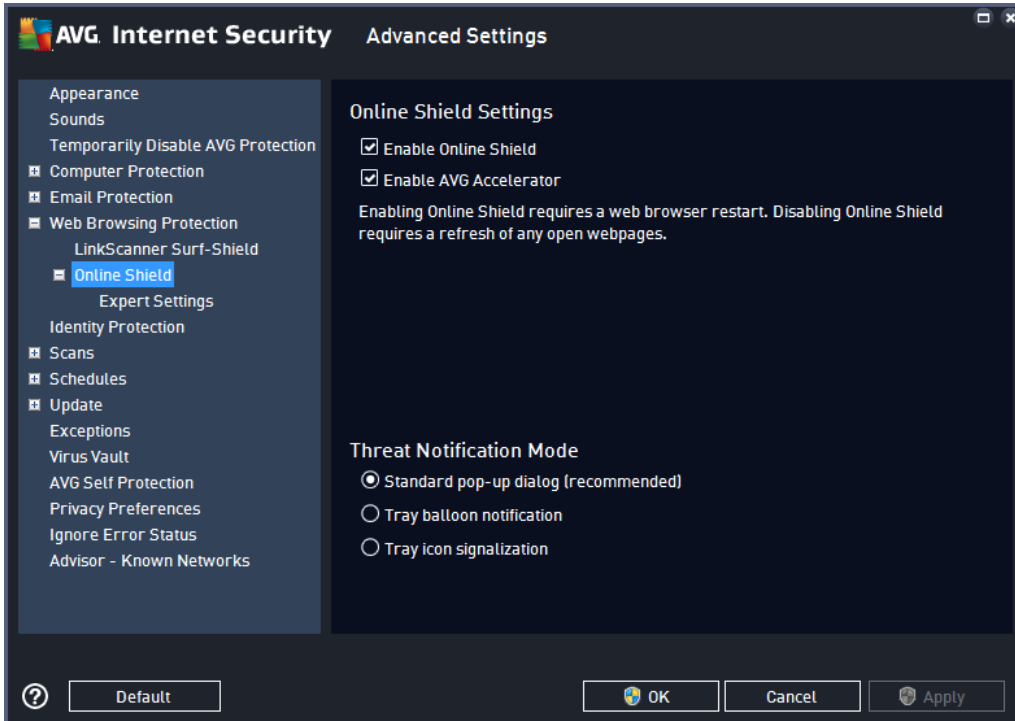 AVG. Internet Security Advanced Settings
Appearance
Sounds
Temporarily Disable AVG Protection
Computer Protection
Email Protection
Web Browsing Protection
LinkScanner Surf-Shield
Online Shield
Expert Settings
Identity Protection
Scans
Schedules
Update
Exceptions
Virus Vault
AVG Self Protection
Privacy Preferences
Ignore Error Status
Advisor - Known Networks
Online Shield Settings
Enable Online Shield
Enable AVG Accelerator
Enabling Online Shield requires a web browser restart. Disabling Online Shield
requires a refresh of any open webpages.
Threat Notification Mode
Standard pop-up dialog (recommended)
Tray balloon notification
Tray icon signalization
? Default OK Cancel Apply